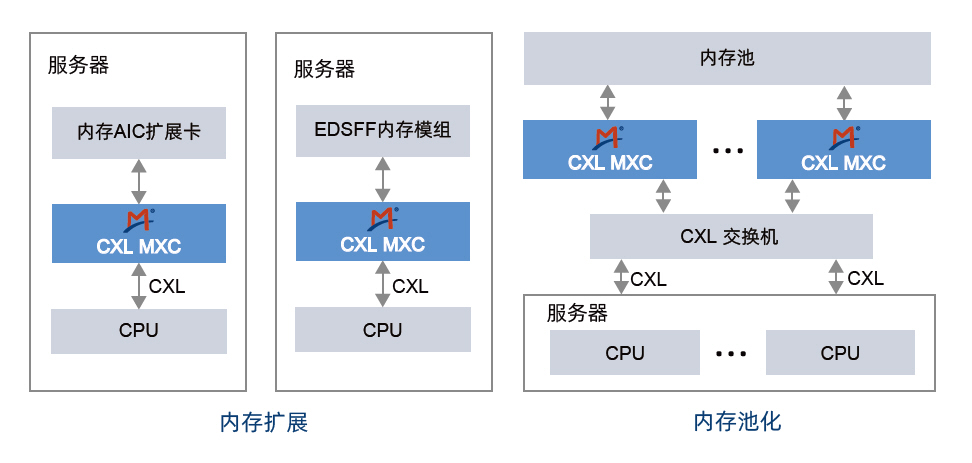 服务器
内存AIC扩展卡
CXL MXC
CXL
CPU
服务器
EDSFF内存模组
CXL MXC
CXL
CPU
内存扩展
内存池
CXL MXC
CXL MXC
CXL 交换机
CXL
CXL
服务器
CPU
CPU
内存池化